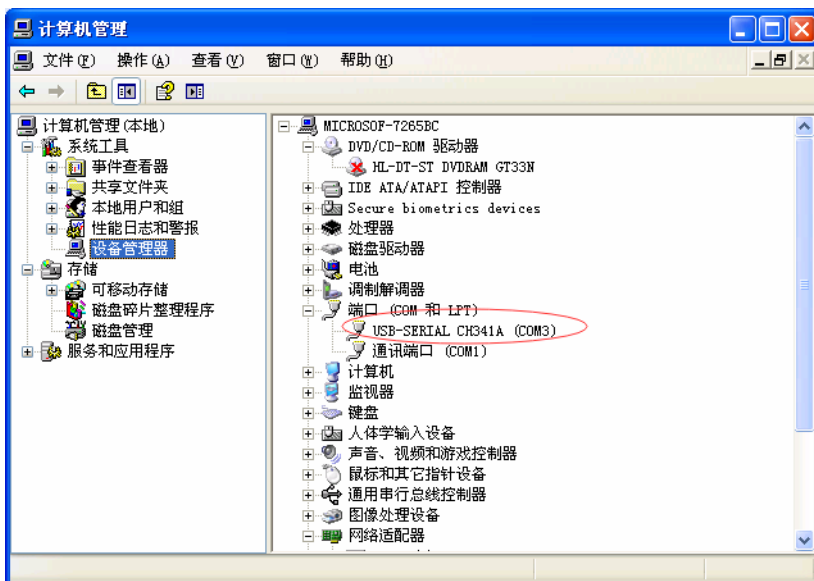 计算机管理
文件(F) 操作(A) 查看(V) 窗口(W) 帮助(H)
计算机管理(本地)
系统工具
事件查看器
共享文件夹
本地用户和组
性能日志和警报
设备管理器
存储
可移动存储
磁盘碎片整理程序
磁盘管理
服务和应用程序
MICROSOF-7265BC
DVD/CD-ROM 驱动器
HL-DT-ST DVDRAM GT33N
IDE ATA/ATAPI 控制器
Secure biometrics devices
处理器
磁盘驱动器
电池
调制解调器
端口 (COM 和 LPT)
USB-SERIAL CH341A (COM3)
通讯端口 (COM1)
计算机
监视器
键盘
人体学输入设备
声音、视频和游戏控制器
鼠标和其它指针设备
通用串行总线控制器
图像处理设备
网络适配器